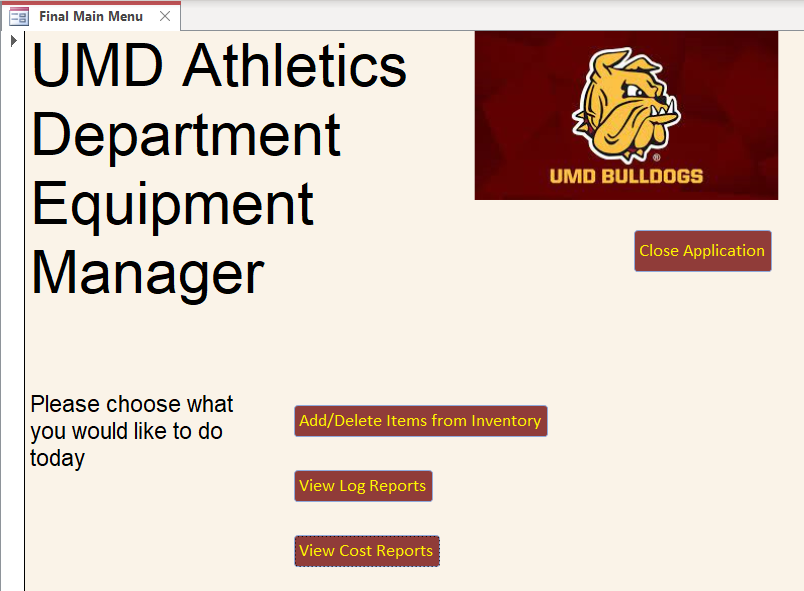 Final Main Menu
UMD Athletics
Department
Equipment
Manager
®
UMD BULLDOGS
Close Application
Please choose what
you would like to do
today
Add/Delete Items from Inventory
View Log Reports
View Cost Reports